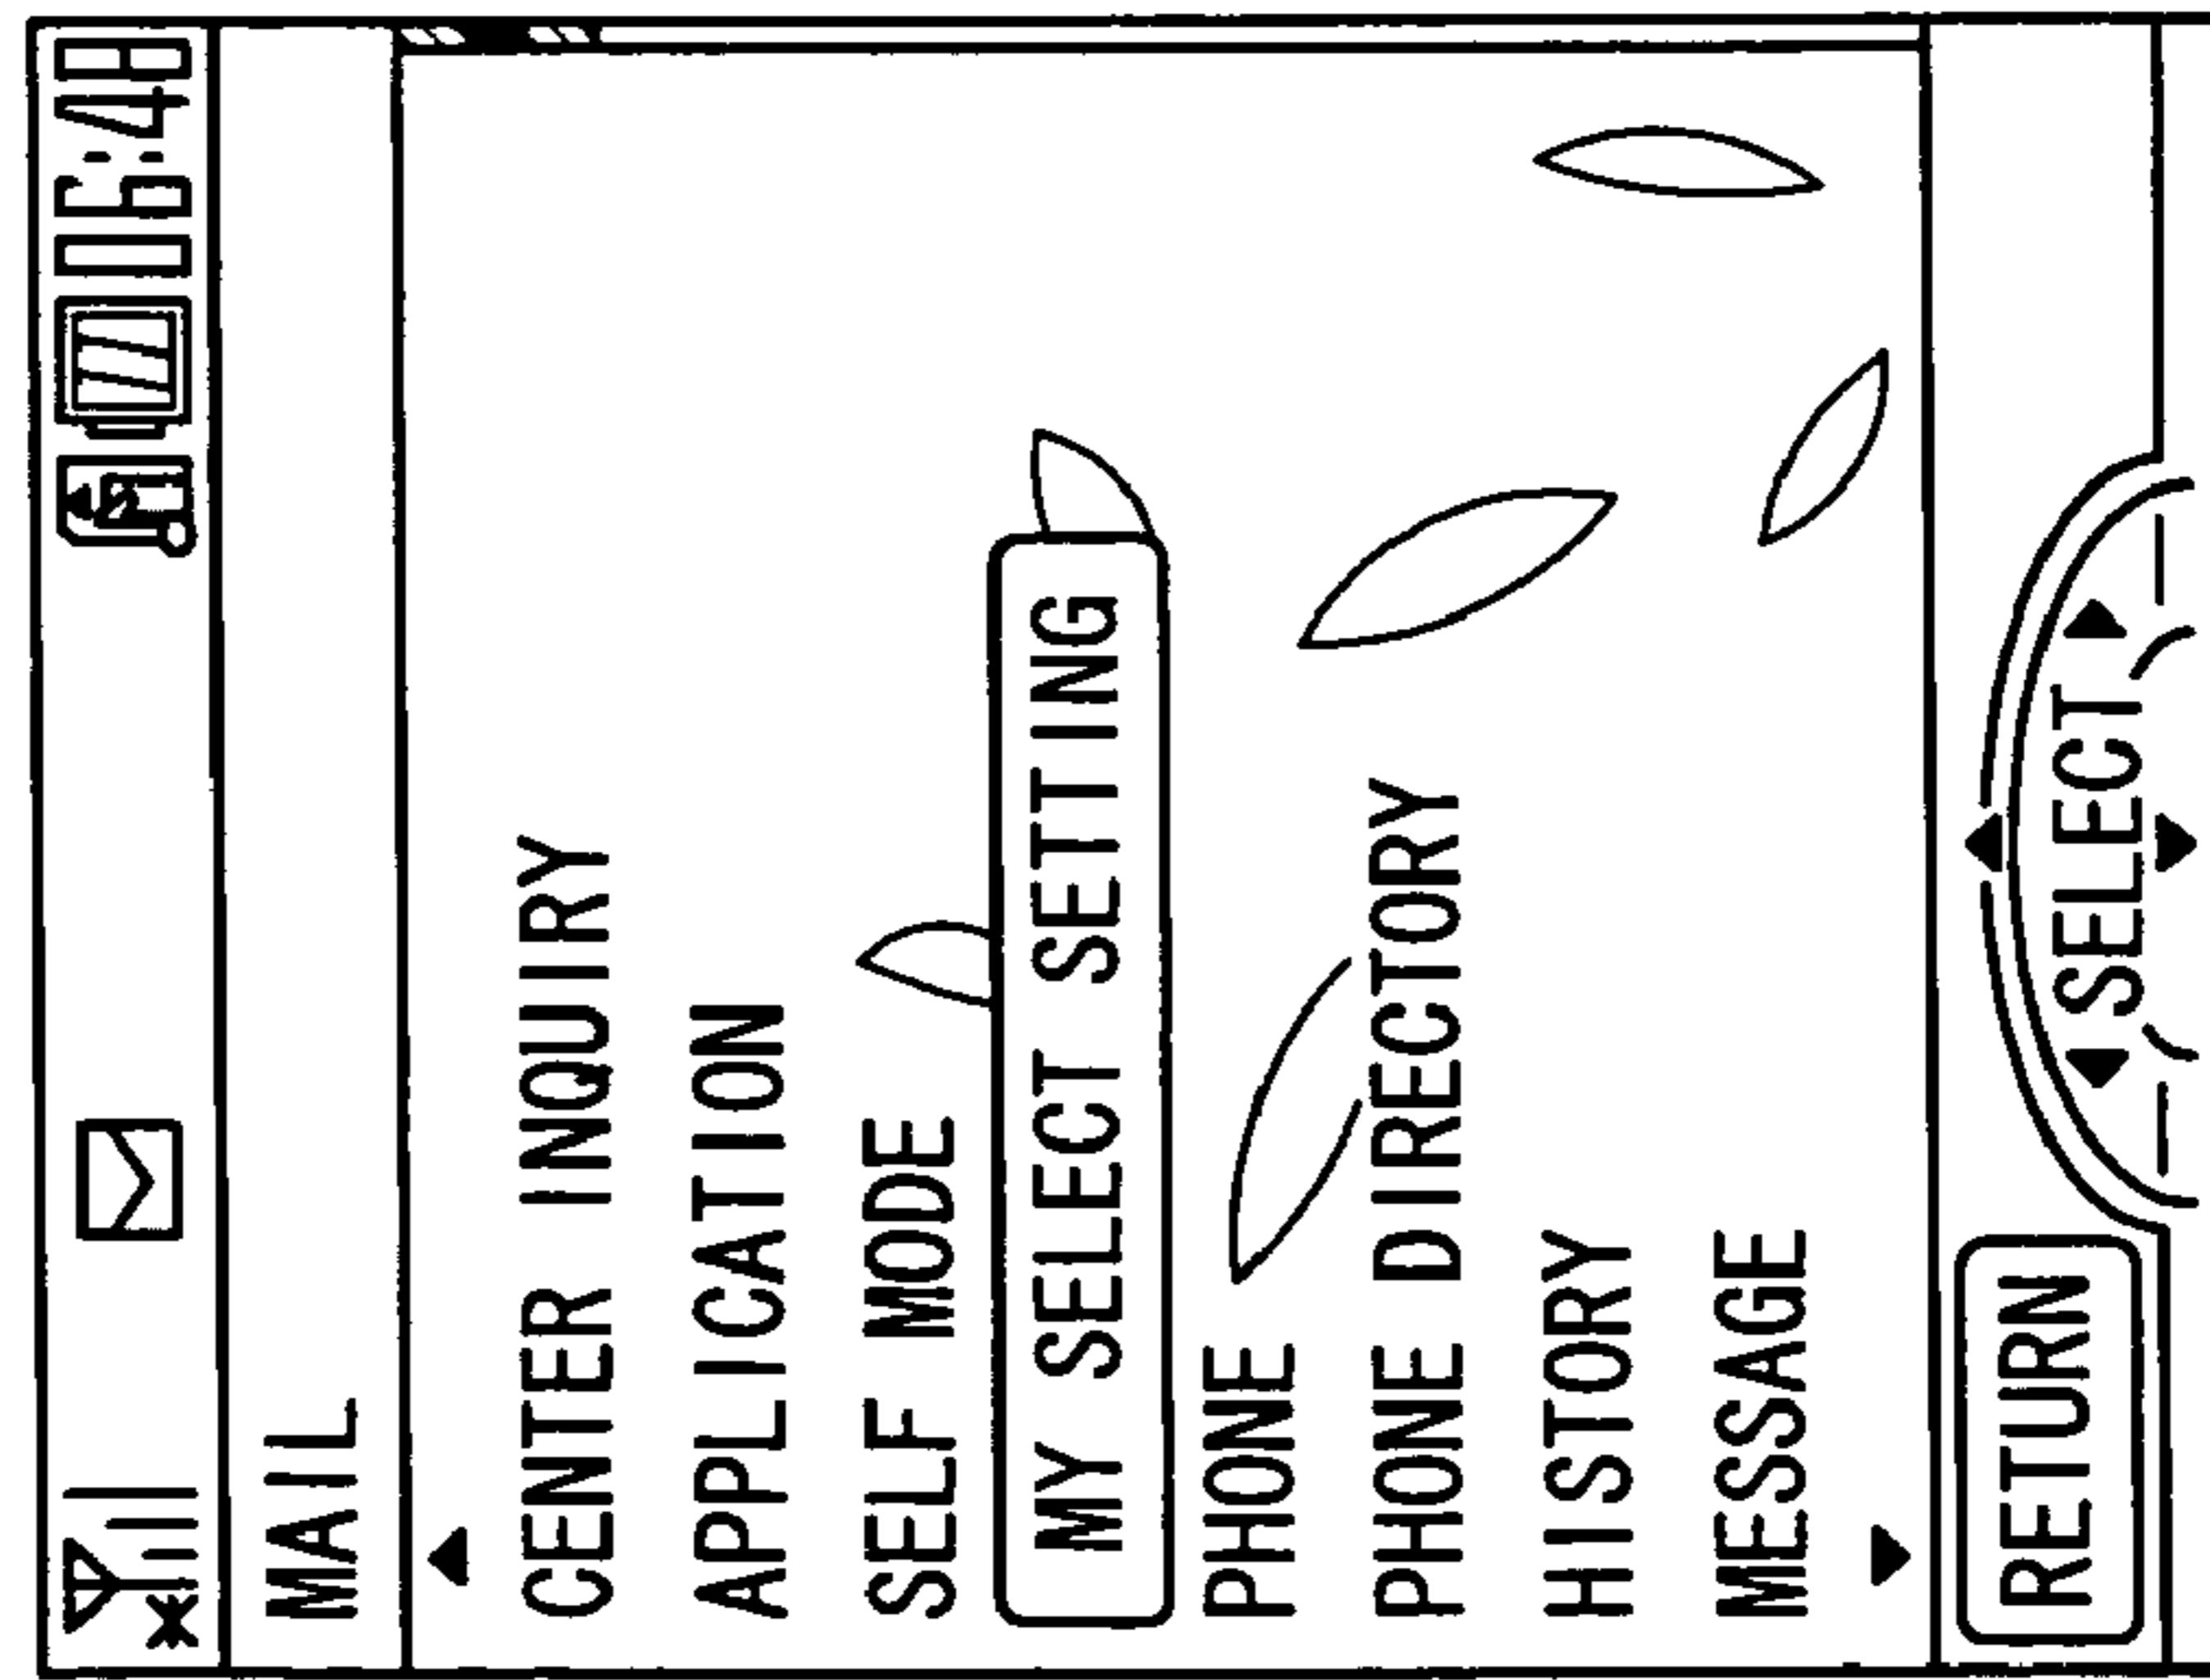 06:48
MAIL
CENTER INQUIRY
APPLICATION
SELF MODE
MY SELECT SETTING
PHONE
PHONE DIRECTORY
HISTORY
MESSAGE
RETURN
SELECT